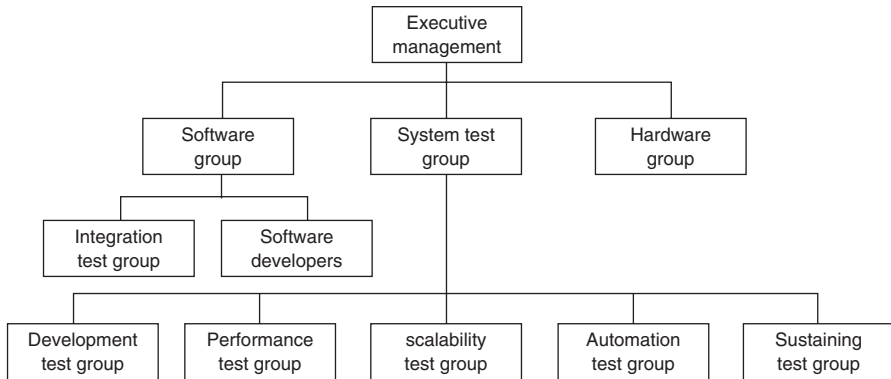 Executive
management
Software
group
System test
group
Hardware
group
Integration
test group
Software
developers
Development
test group
Performance
test group
scalability
test group
Automation
test group
Sustaining
test group